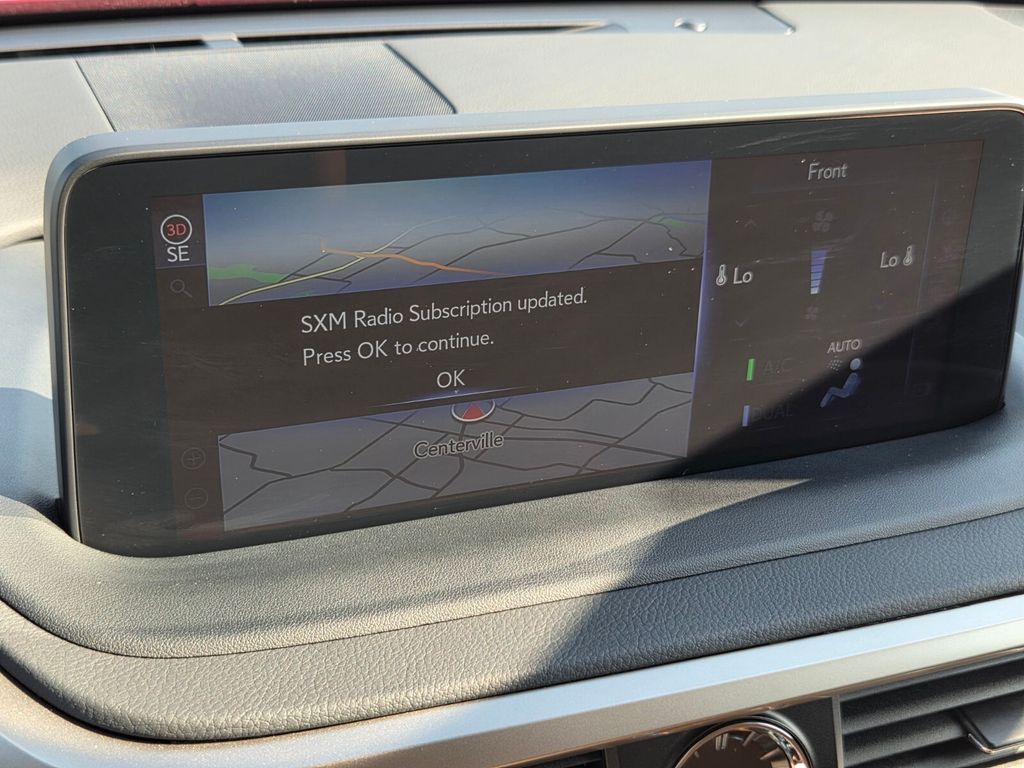 3D
SE
Front
Lo
Lo
SXM Radio Subscription updated.
Press OK to continue.
OK
AUTO
A/C
DUAL
Centerville